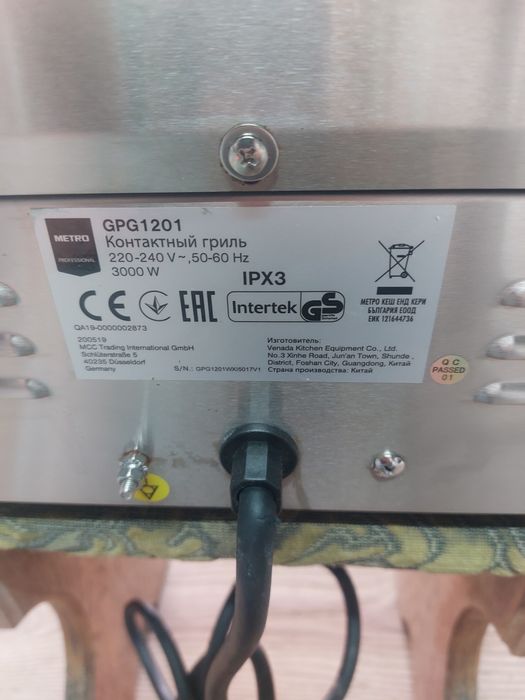 METRO
PROFESSIONAL
GPG1201
Контактный гриль
220-240 V~,50-60 Hz
3000 W
IPX3
CE
EAC
Intertek
GS
QA19-0000002873
200519
MCC Trading International GmbH
Schlüterstraße 5
40235 Düsseldorf
Germany
S/N.: GPG1201WXI5017V1
МЕТРО КЕШ ЕНД КЕРИ
БЪЛГАРИЯ ЕООД
ЕИК 121644736
Изготовитель:
Venada Kitchen Equipment Co., Ltd.
No.3 Xinhe Road, Jun'an Town, Shunde ,
District, Foshan City, Guangdong, Китай
Страна производства: Китай
Q C
PASSED
01